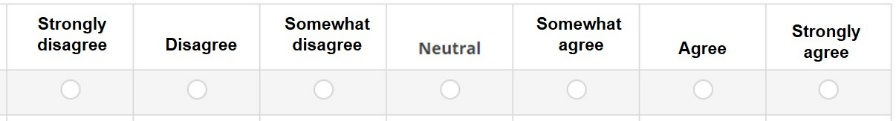 Strongly
disagree
Disagree
Somewhat
disagree
Neutral
Somewhat
agree
Agree
Strongly
agree